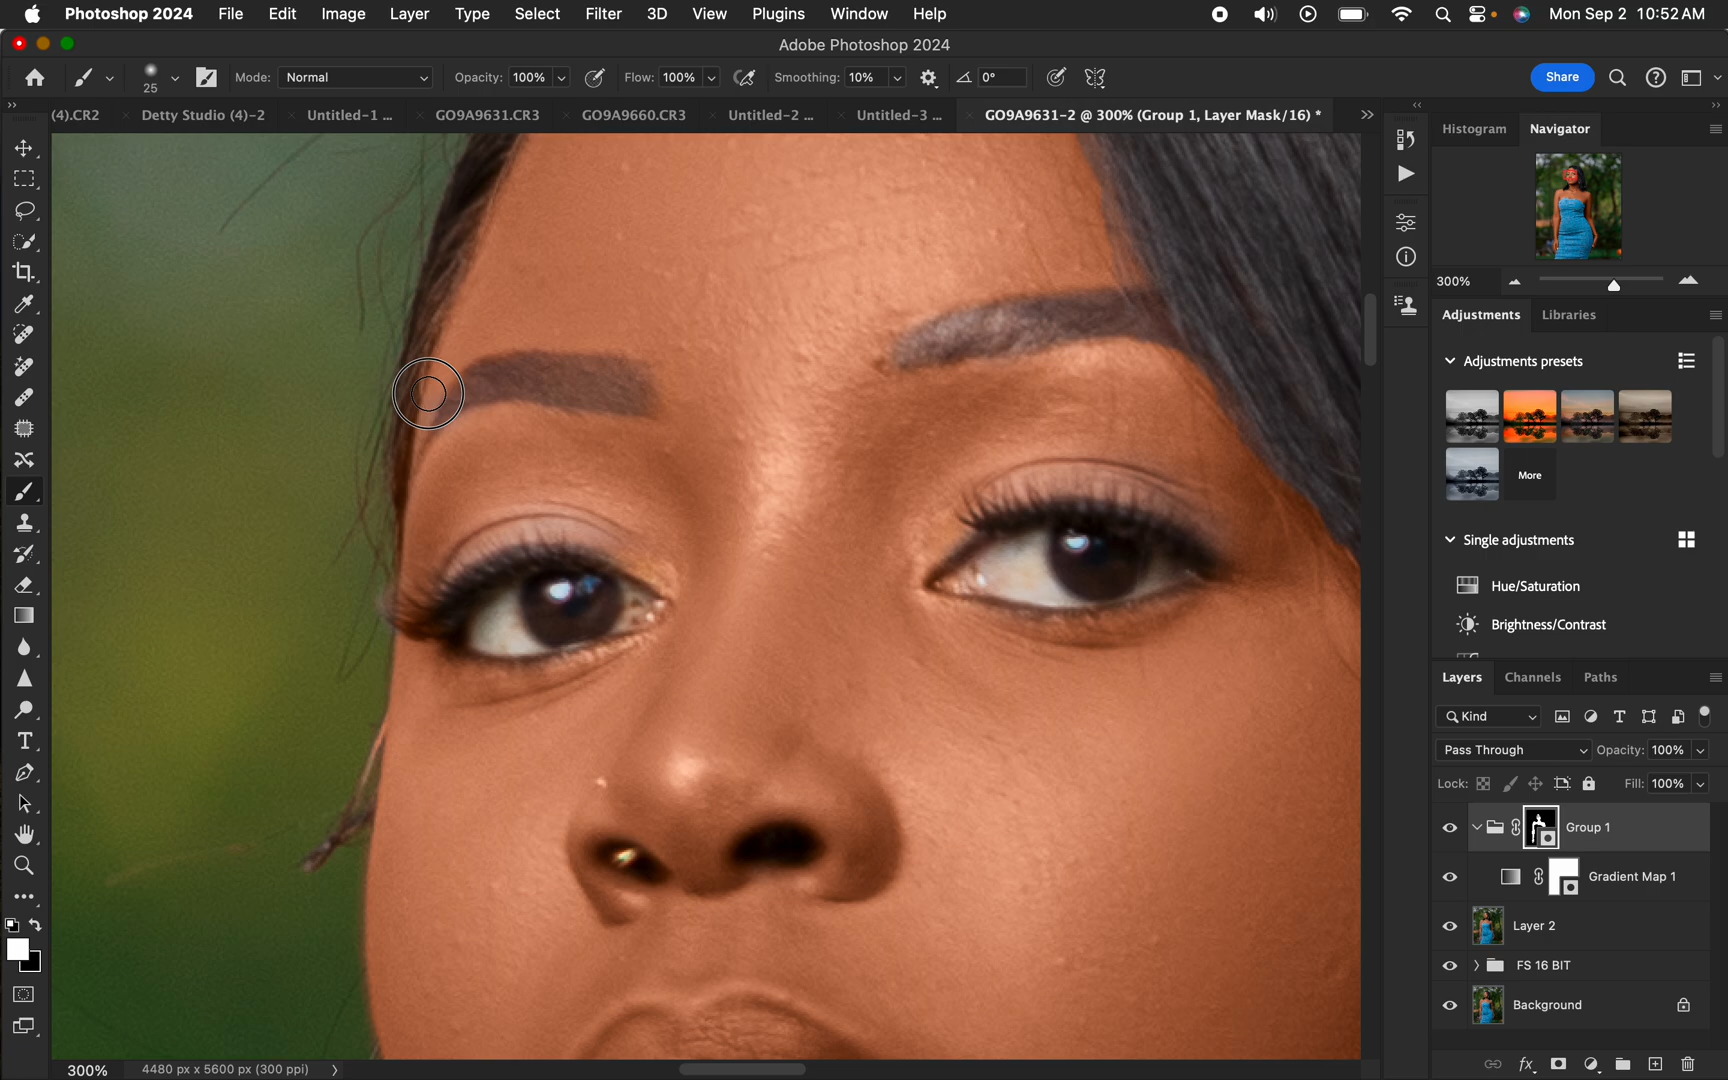 Photoshop 2024 File Edit Image Layer Type Select Filter 3D View Plugins Window Help Mon Sep 2 10:52 AM
Adobe Photoshop 2024
25 Mode: Normal Opacity: 100% Flow: 100% Smoothing: 10% 0° Share
(4).CR2 Detty Studio (4)-2 Untitled-1 ... GO9A9631.CR3 GO9A9660.CR3 Untitled-2 ... Untitled-3 ... GO9A9631-2 @ 300% (Group 1, Layer Mask/16) *
Histogram Navigator
300%
Adjustments Libraries
Adjustments presets
More
Single adjustments
Hue/Saturation
Brightness/Contrast
Layers Channels Paths
Kind
Pass Through Opacity: 100%
Lock: Fill: 100%
Group 1
Gradient Map 1
Layer 2
FS 16 BIT
Background
300% 4480 px x 5600 px (300 ppi)